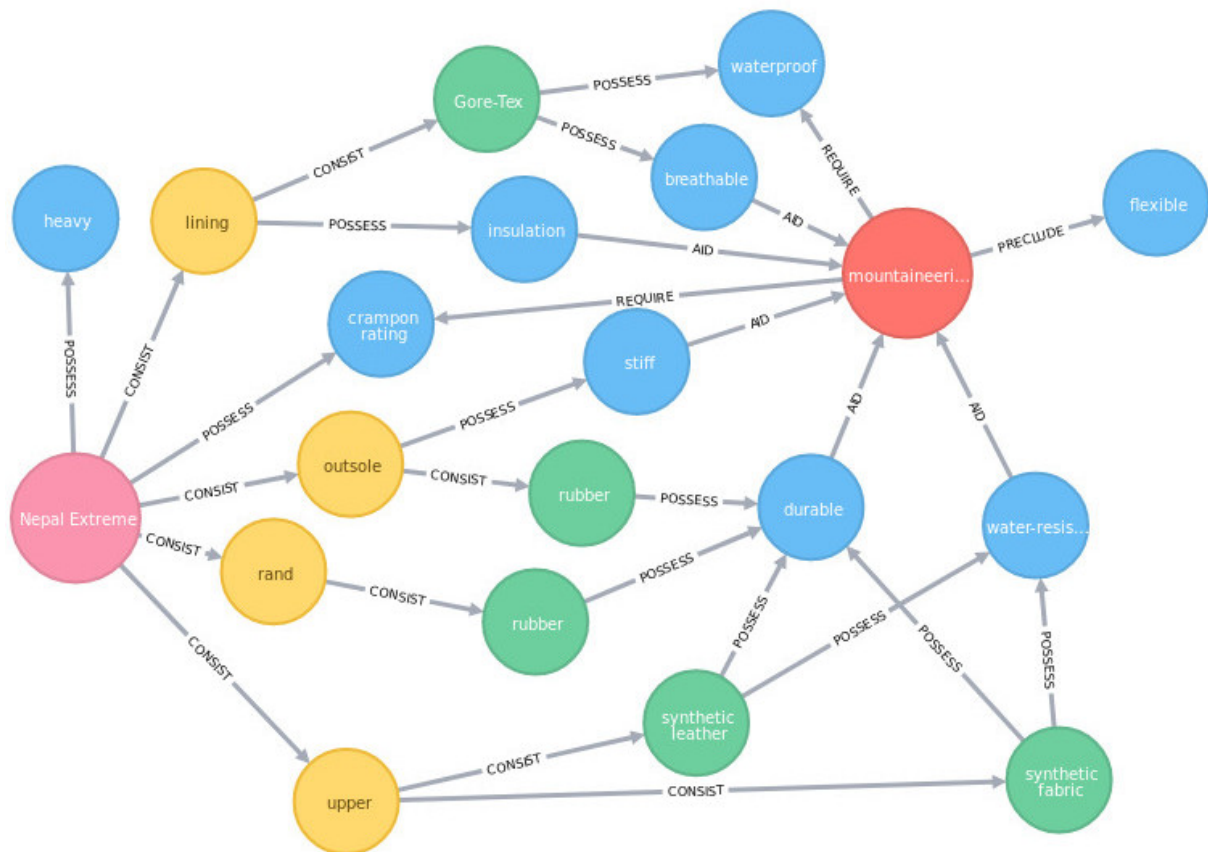 waterproof
POSSESS
Gore-Tex
POSSESS
REQUIRE
CONSIST
breathable
flexible
heavy
lining
POSSESS
insulation
AID
PRECLUDE
AID
mountaineeri...
REQUIRE
crampon
rating
POSSESS
CONSIST
AID
stiff
POSSESS
POSSESS
AID
AID
outsole
CONSIST
rubber
POSSESS
durable
CONSIST
Nepal Extreme
water-resis...
CONSIST
rand
POSSESS
CONSIST
rubber
POSSESS
POSSESS
POSSESS
POSSESS
CONSIST
synthetic
leather
CONSIST
synthetic
fabric
CONSIST
upper